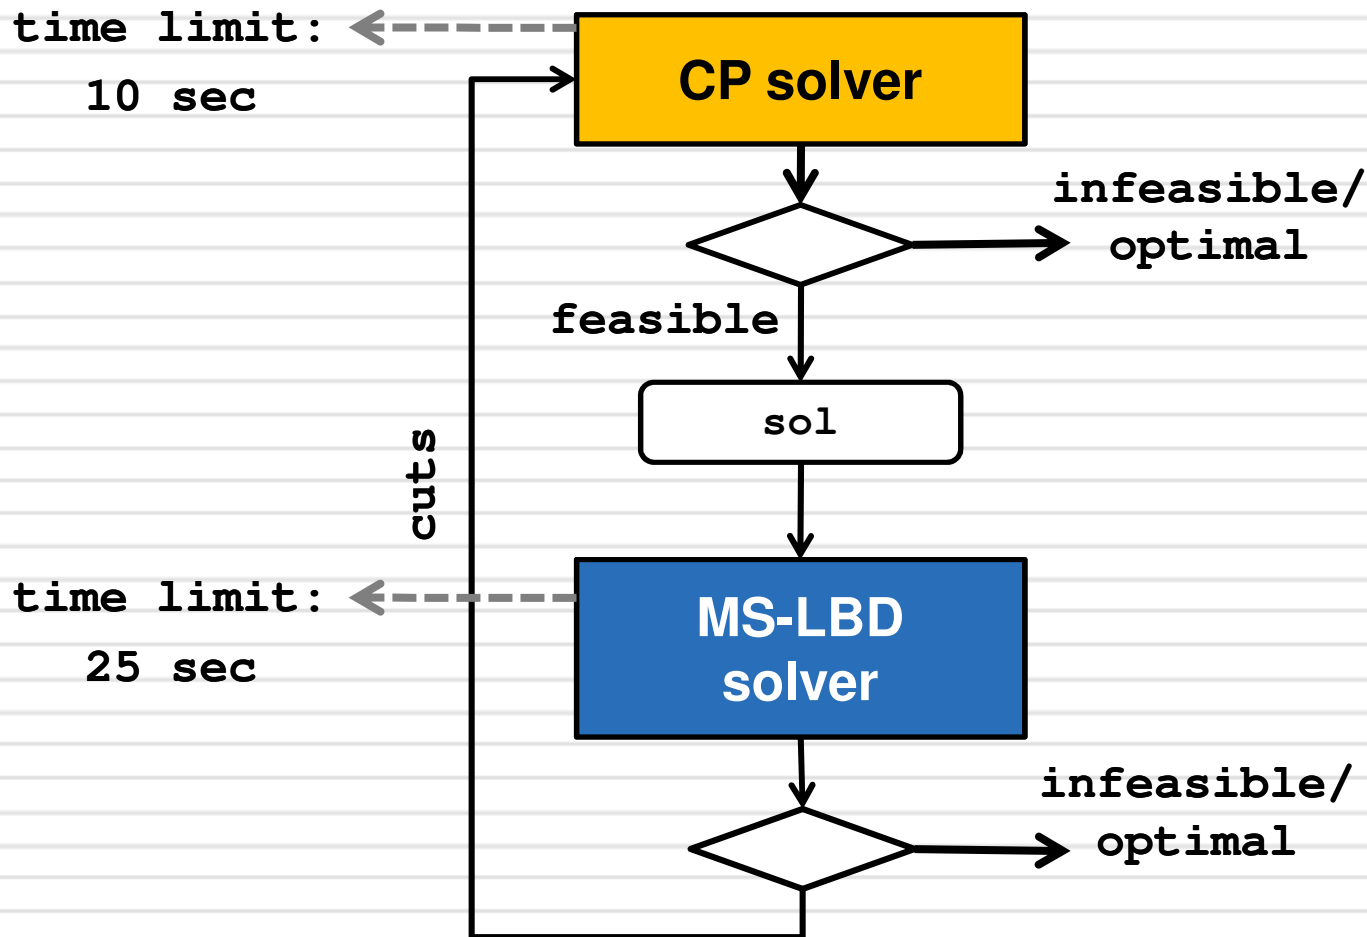 time limit:
10 sec
CP solver
infeasible/
optimal
feasible
sol
cuts
time limit:
25 sec
MS-LBD
solver
infeasible/
optimal